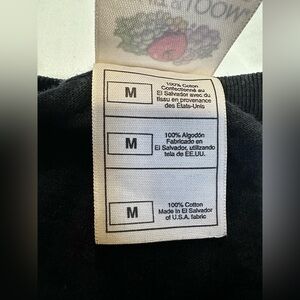 M
100% Cotton
Confectionné au
El Salvador avec du
tissu en provenance
des États-Unis
M
100% Algodón
Fabricado en
El Salvador, utilizando
tela de EE.UU.
M
100% Cotton
Made in El Salvador
of U.S.A. fabric